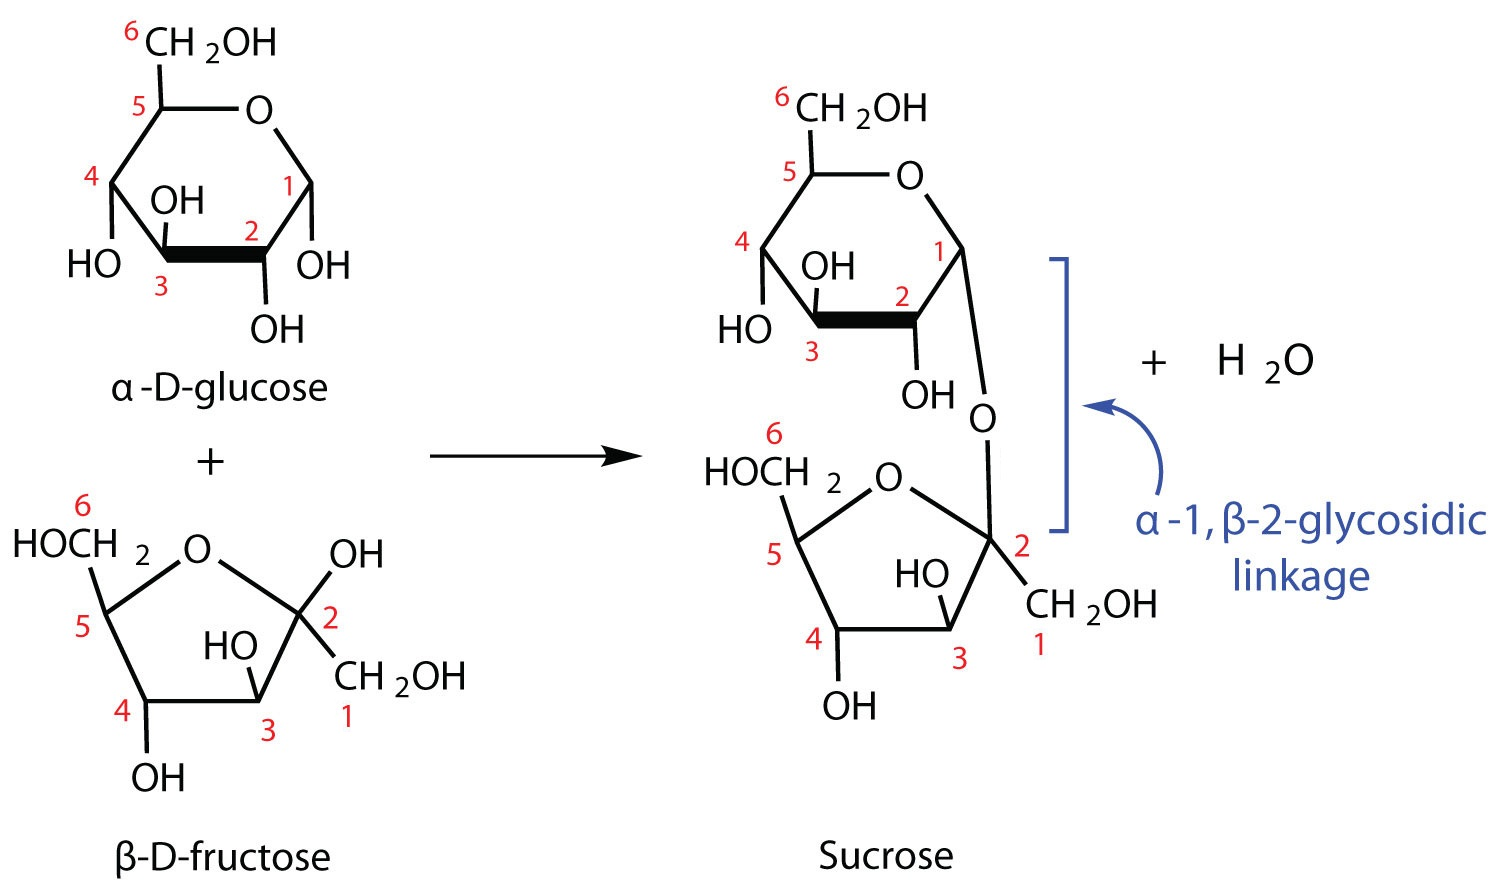 6
CH 2OH
5
O
4
OH
1
2
HO
3
OH
OH
α-D-glucose
+
6
HOCH 2
O
OH
5
HO
2
4
3
CH 2OH
1
OH
β-D-fructose
6
CH 2OH
5
O
4
OH
1
2
HO
3
OH
O
6
HOCH 2
O
5
HO
2
CH 2OH
4
3
1
OH
Sucrose
+ H 2O
α-1, β-2-glycosidic
linkage